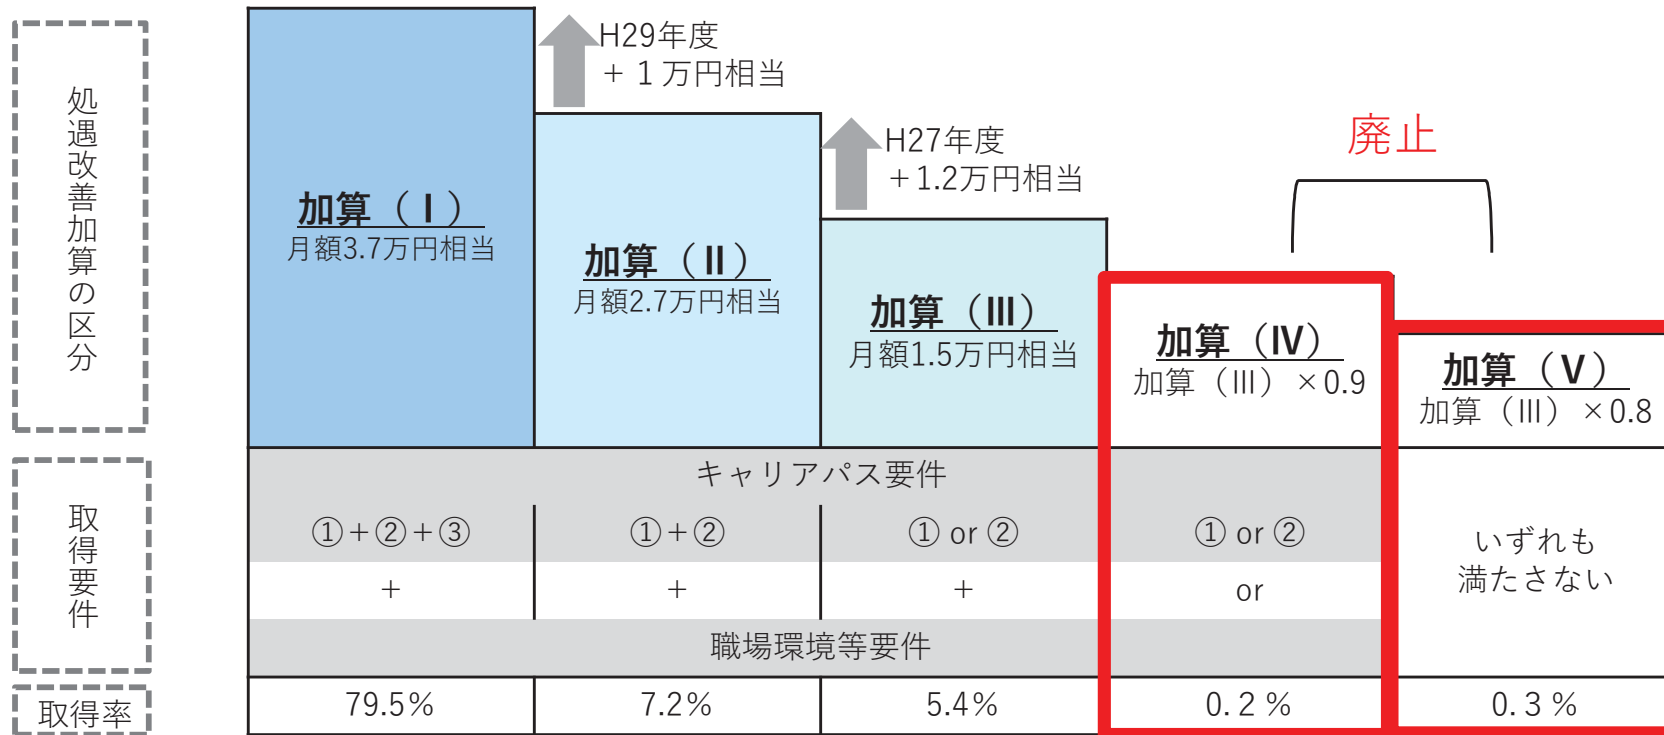 処遇改善加算の区分
加算（Ⅰ）
月額3.7万円相当
H29年度
＋１万円相当
加算（Ⅱ）
月額2.7万円相当
H27年度
＋1.2万円相当
加算（Ⅲ）
月額1.5万円相当
廃止
加算（Ⅳ）
加算（Ⅲ）×0.9
加算（Ⅴ）
加算（Ⅲ）×0.8
取得要件
キャリアパス要件
①+②+③
①+②
① or ②
① or ②
いずれも
満たさない
+
+
+
or
職場環境等要件
取得率
79.5%
7.2%
5.4%
0.2％
0.3％